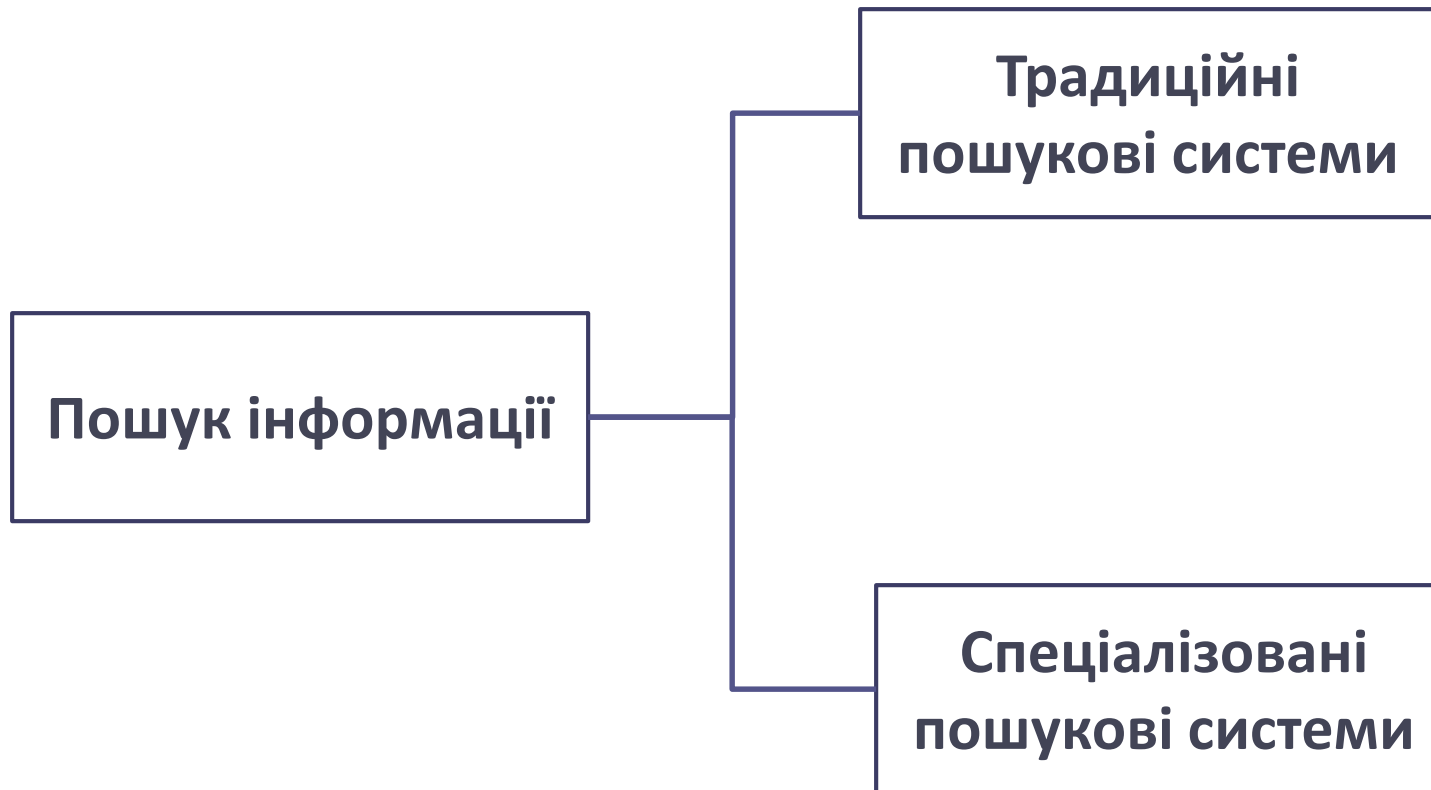 Традиційні
пошукові системи
Пошук інформації
Спеціалізовані
пошукові системи